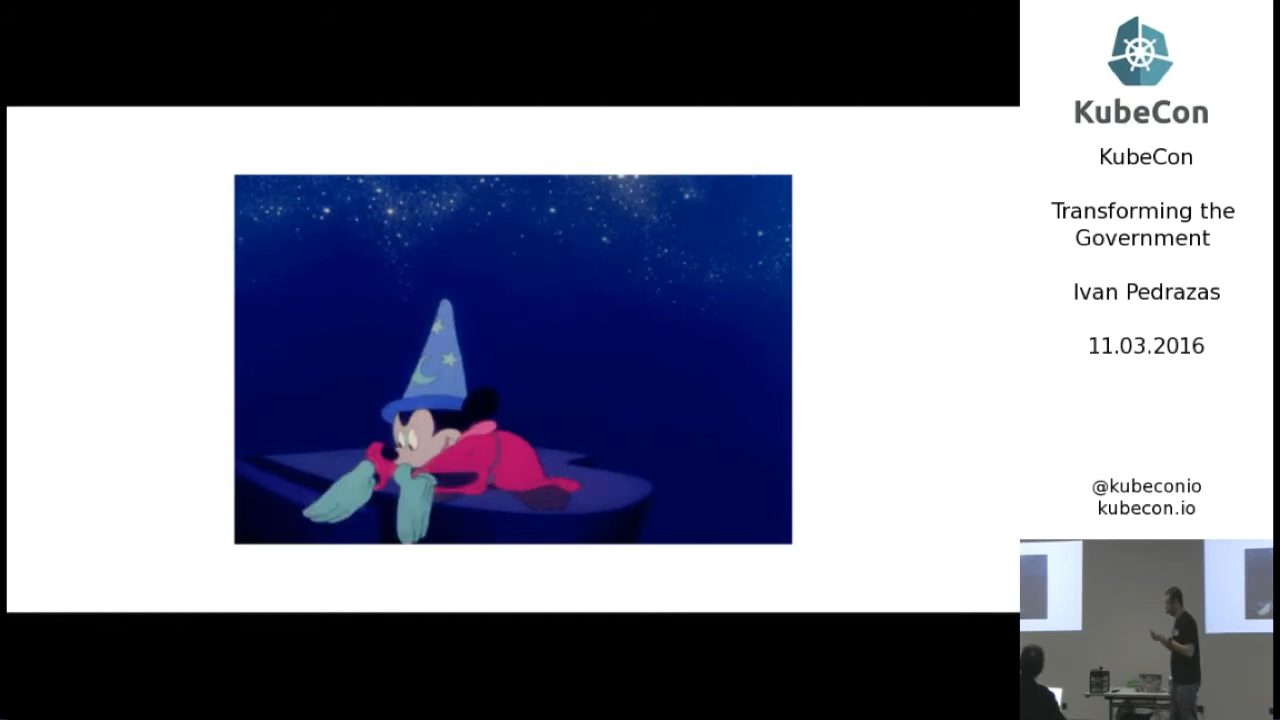 KubeCon
KubeCon
Transforming the
Government
Ivan Pedrazas
11.03.2016
@kubeconio
kubecon.io